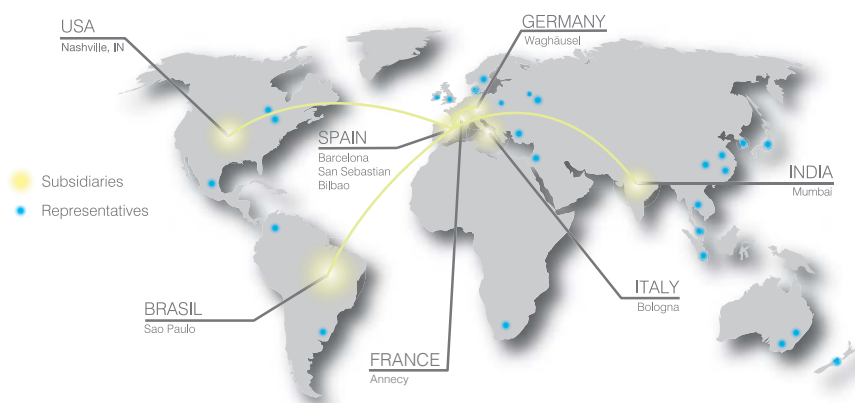 USA
Nashville, IN
GERMANY
Waghäusel
SPAIN
Barcelona
San Sebastian
Bilbao
Subsidiaries
Representatives
INDIA
Mumbai
ITALY
Bologna
BRASIL
Sao Paulo
FRANCE
Annecy